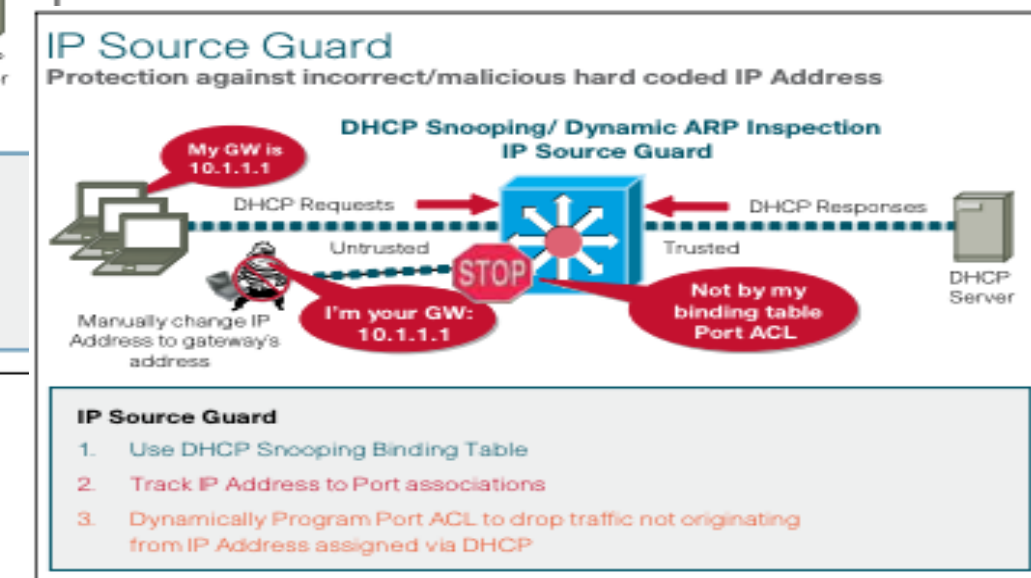 IP Source Guard
Protection against incorrect/malicious hard coded IP Address
DHCP Snooping/ Dynamic ARP Inspection
IP Source Guard
My GW is
10.1.1.1
DHCP Requests
DHCP Responses
Untrusted
Trusted
STOP
DHCP
Server
I'm your GW:
10.1.1.1
Not by my
binding table
Port ACL
Manually change IP
Address to gateway's
address
IP Source Guard
1. Use DHCP Snooping Binding Table
2. Track IP Address to Port associations
3. Dynamically Program Port ACL to drop traffic not originating
from IP Address assigned via DHCP